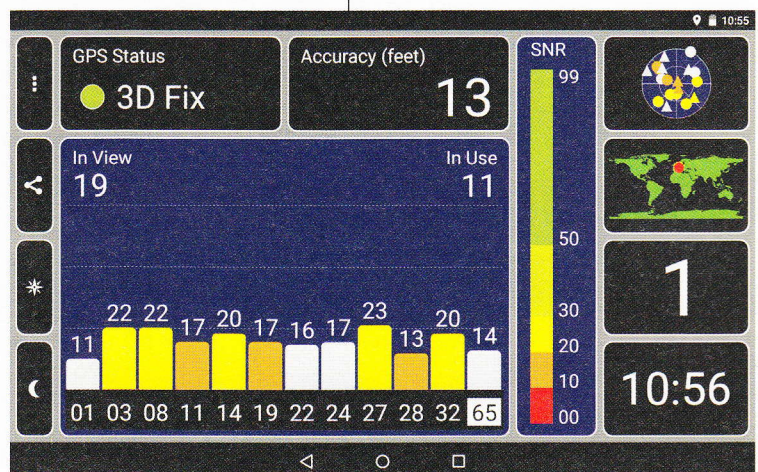 10:55
GPS Status
3D Fix
Accuracy (feet)
13
In View
19
In Use
11
11 22 22 17 20 17 16 17 23 13 20 14
01 03 08 11 14 19 22 24 27 28 32 65
SNR
99
50
30
20
10
00
1
10:56